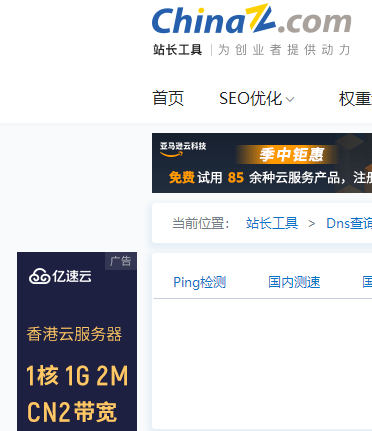 ChinaZ.com
站长工具 | 为创业者提供动力
首页 SEO优化 权重
亚马逊云科技
季中钜惠
免费试用 85 余种云服务产品,注册
当前位置： 站长工具 > Dns查询
广告
亿速云
Ping检测 国内测速
香港云服务器
1核 1G 2M
CN2带宽